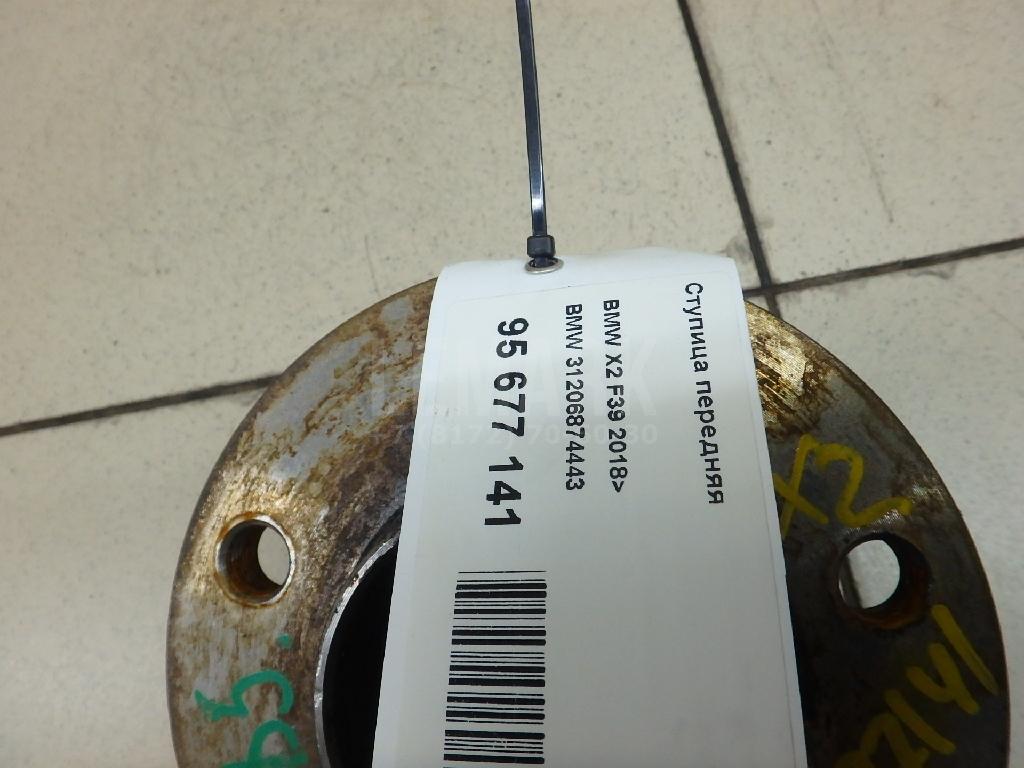 Ступица передняя
BMW X2 F39 2018>
BMW 31206874443
95 677 141
X2